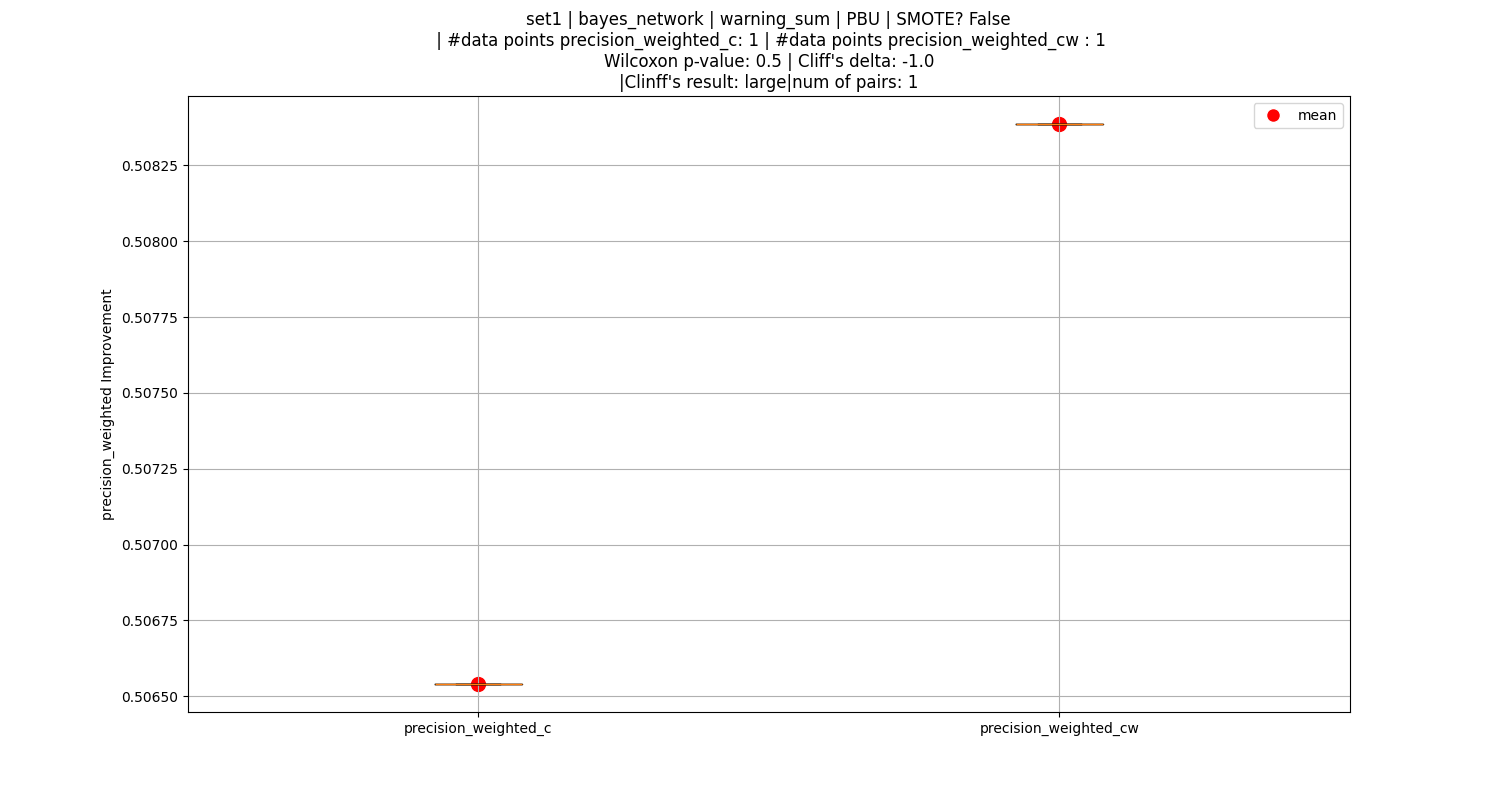 set1 | bayes_network | warning_sum | PBU | SMOTE? False
| #data points precision_weighted_c: 1 | #data points precision_weighted_cw : 1
Wilcoxon p-value: 0.5 | Cliff's delta: -1.0
|Clinff's result: large|num of pairs: 1
mean
precision_weighted Improvement
0.50825
0.50800
0.50775
0.50750
0.50725
0.50700
0.50675
0.50650
precision_weighted_c
precision_weighted_cw